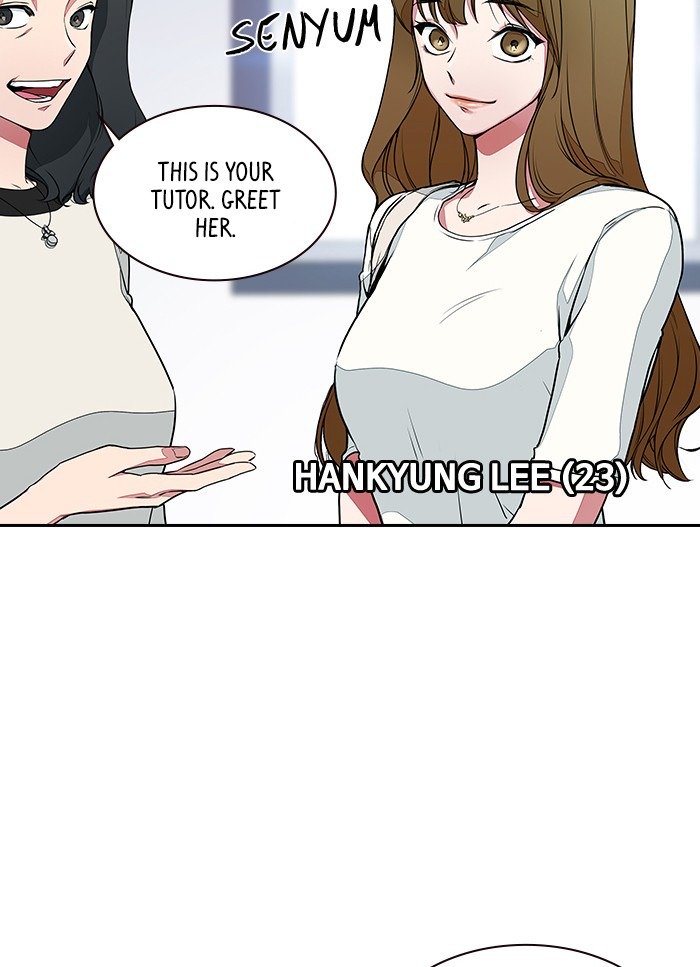 SENYUM
THIS IS YOUR
TUTOR. GREET
HER.
HANKYUNG LEE (23)